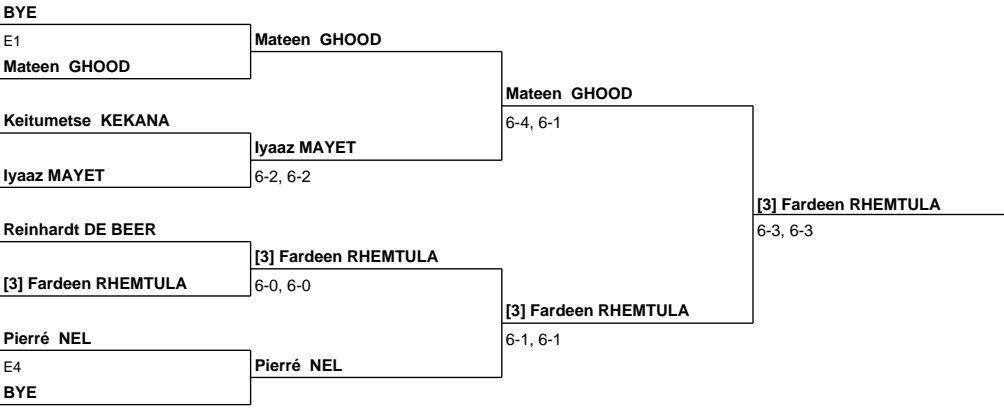 BYE
E1
Mateen GHOOD
Mateen GHOOD
Mateen GHOOD
6-4, 6-1
Keitumetse KEKANA
Iyaaz MAYET
6-2, 6-2
Iyaaz MAYET
[3] Fardeen RHEMTULA
6-3, 6-3
Reinhardt DE BEER
[3] Fardeen RHEMTULA
6-0, 6-0
[3] Fardeen RHEMTULA
[3] Fardeen RHEMTULA
6-1, 6-1
Pierré NEL
E4
Pierré NEL
BYE